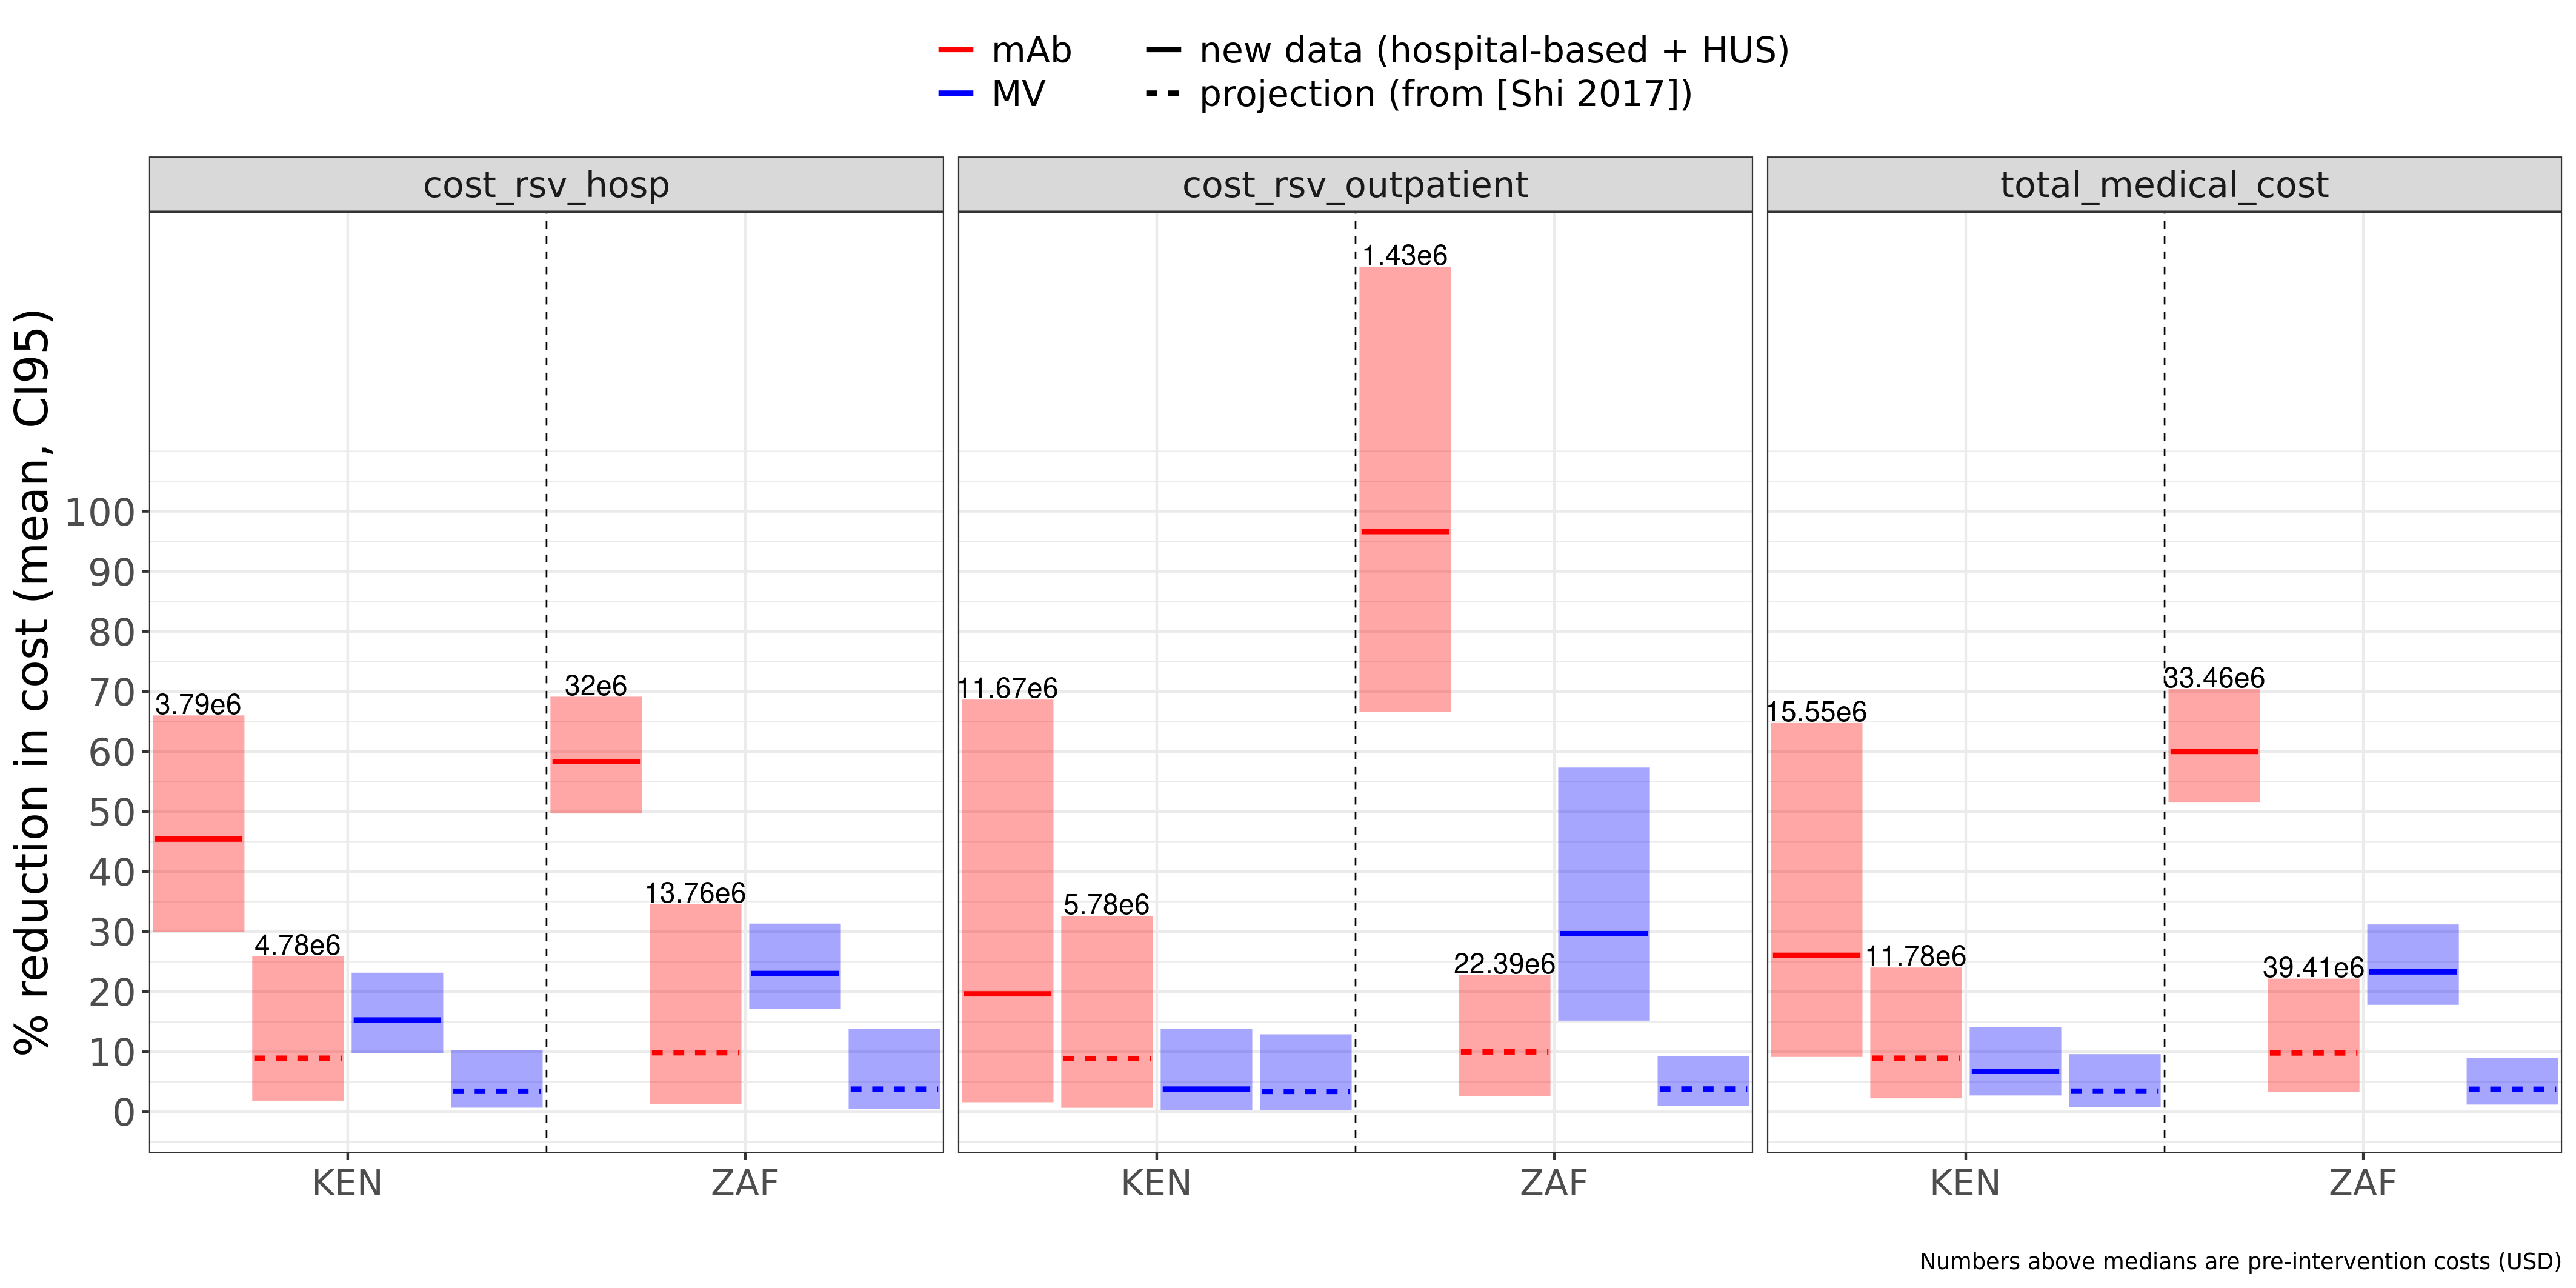 mAb
MV
new data (hospital-based + HUS)
projection (from [Shi 2017])
cost_rsv_hosp
cost_rsv_outpatient
total_medical_cost
% reduction in cost (mean, CI95)
100
90
80
70
60
50
40
30
20
10
0
3.79e6
4.78e6
32e6
13.76e6
11.67e6
5.78e6
1.43e6
22.39e6
15.55e6
11.78e6
33.46e6
39.41e6
KEN
ZAF
KEN
ZAF
KEN
ZAF
Numbers above medians are pre-intervention costs (USD)